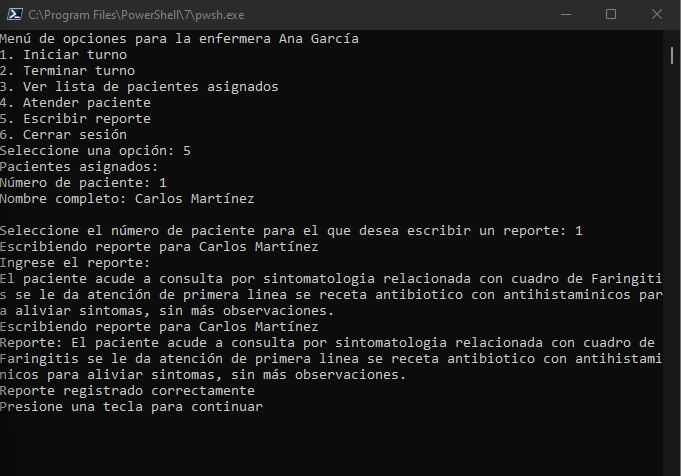 C:\Program Files\PowerShell\7\pwsh.exe
Menú de opciones para la enfermera Ana García
1. Iniciar turno
2. Terminar turno
3. Ver lista de pacientes asignados
4. Atender paciente
5. Escribir reporte
6. Cerrar sesión
Seleccione una opción: 5
Pacientes asignados:
Número de paciente: 1
Nombre completo: Carlos Martínez
Seleccione el número de paciente para el que desea escribir un reporte: 1
Escribiendo reporte para Carlos Martínez
Ingrese el reporte:
El paciente acude a consulta por sintomatologia relacionada con cuadro de Faringiti
s se le da atención de primera linea se receta antibiotico con antihistaminicos par
a aliviar sintomas, sin más observaciones.
Escribiendo reporte para Carlos Martínez
Reporte: El paciente acude a consulta por sintomatologia relacionada con cuadro de
Faringitis se le da atención de primera linea se receta antibiotico con antihistami
nicos para aliviar sintomas, sin más observaciones.
Reporte registrado correctamente
Presione una tecla para continuar